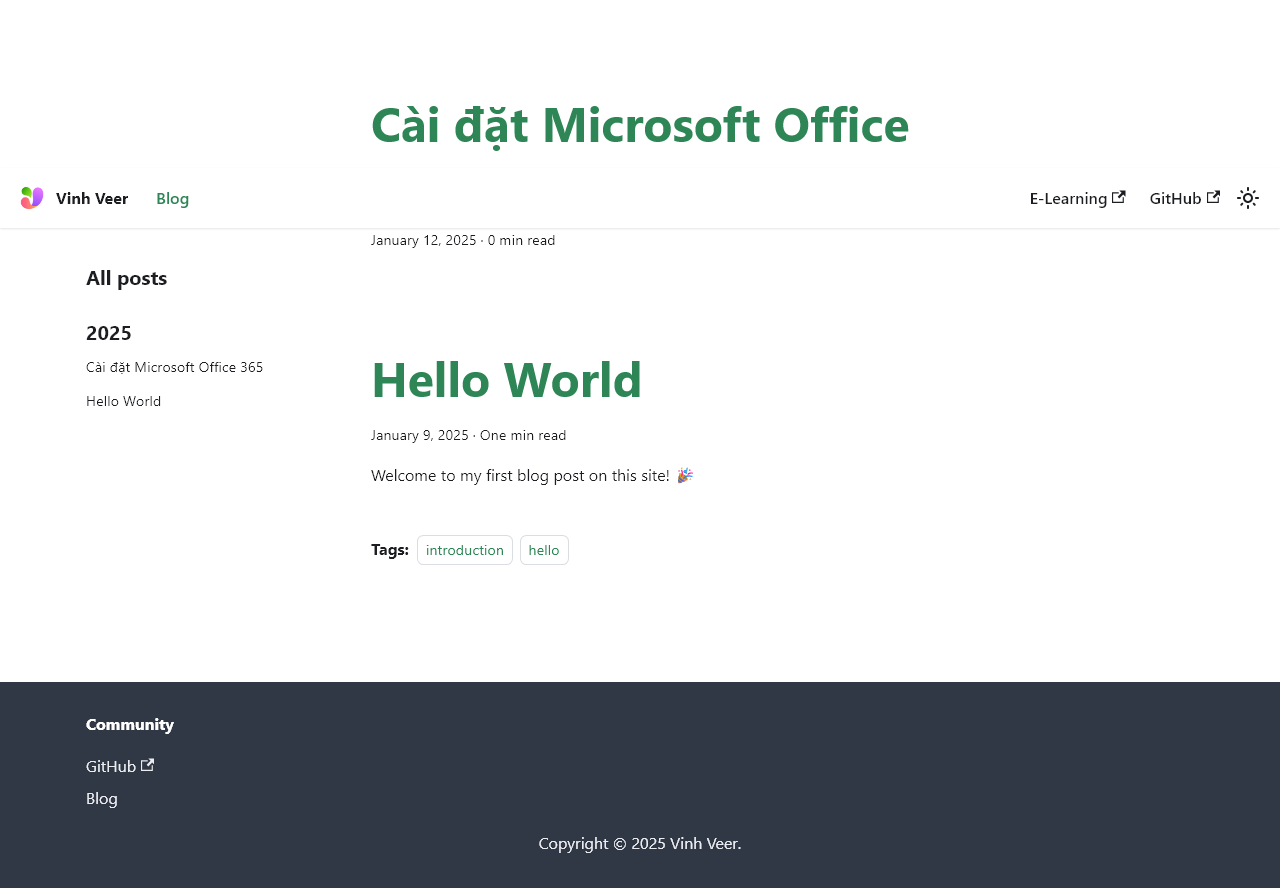 Cài đặt Microsoft Office
Vinh Veer Blog E-Learning GitHub
January 12, 2025 · 0 min read
All posts
2025
Cài đặt Microsoft Office 365
Hello World
Hello World
January 9, 2025 · One min read
Welcome to my first blog post on this site! 🎉
Tags: introduction hello
Community
GitHub
Blog
Copyright © 2025 Vinh Veer.